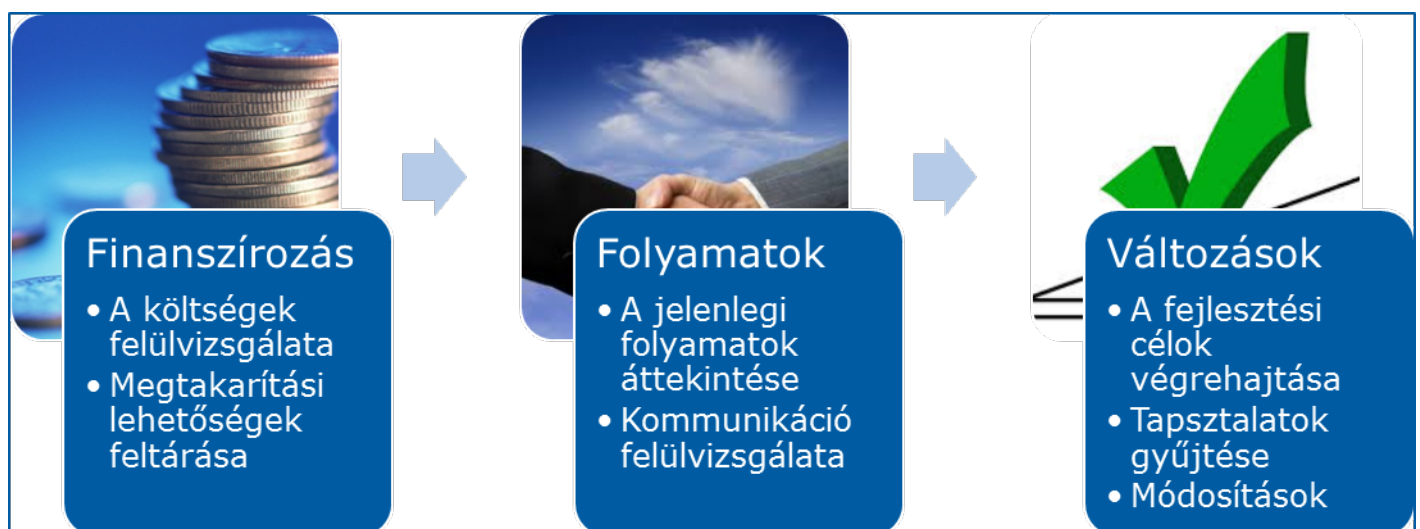 Finanszírozás
• A költségek
felülvizsgálata
• Megtakarítási
lehetőségek
feltárása
Folyamatok
• A jelenlegi
folyamatok
áttekintése
• Kommunikáció
felülvizsgálata
Változások
• A fejlesztési
célok
végrehajtása
• Tapsztalatok
gyűjtése
• Módosítások